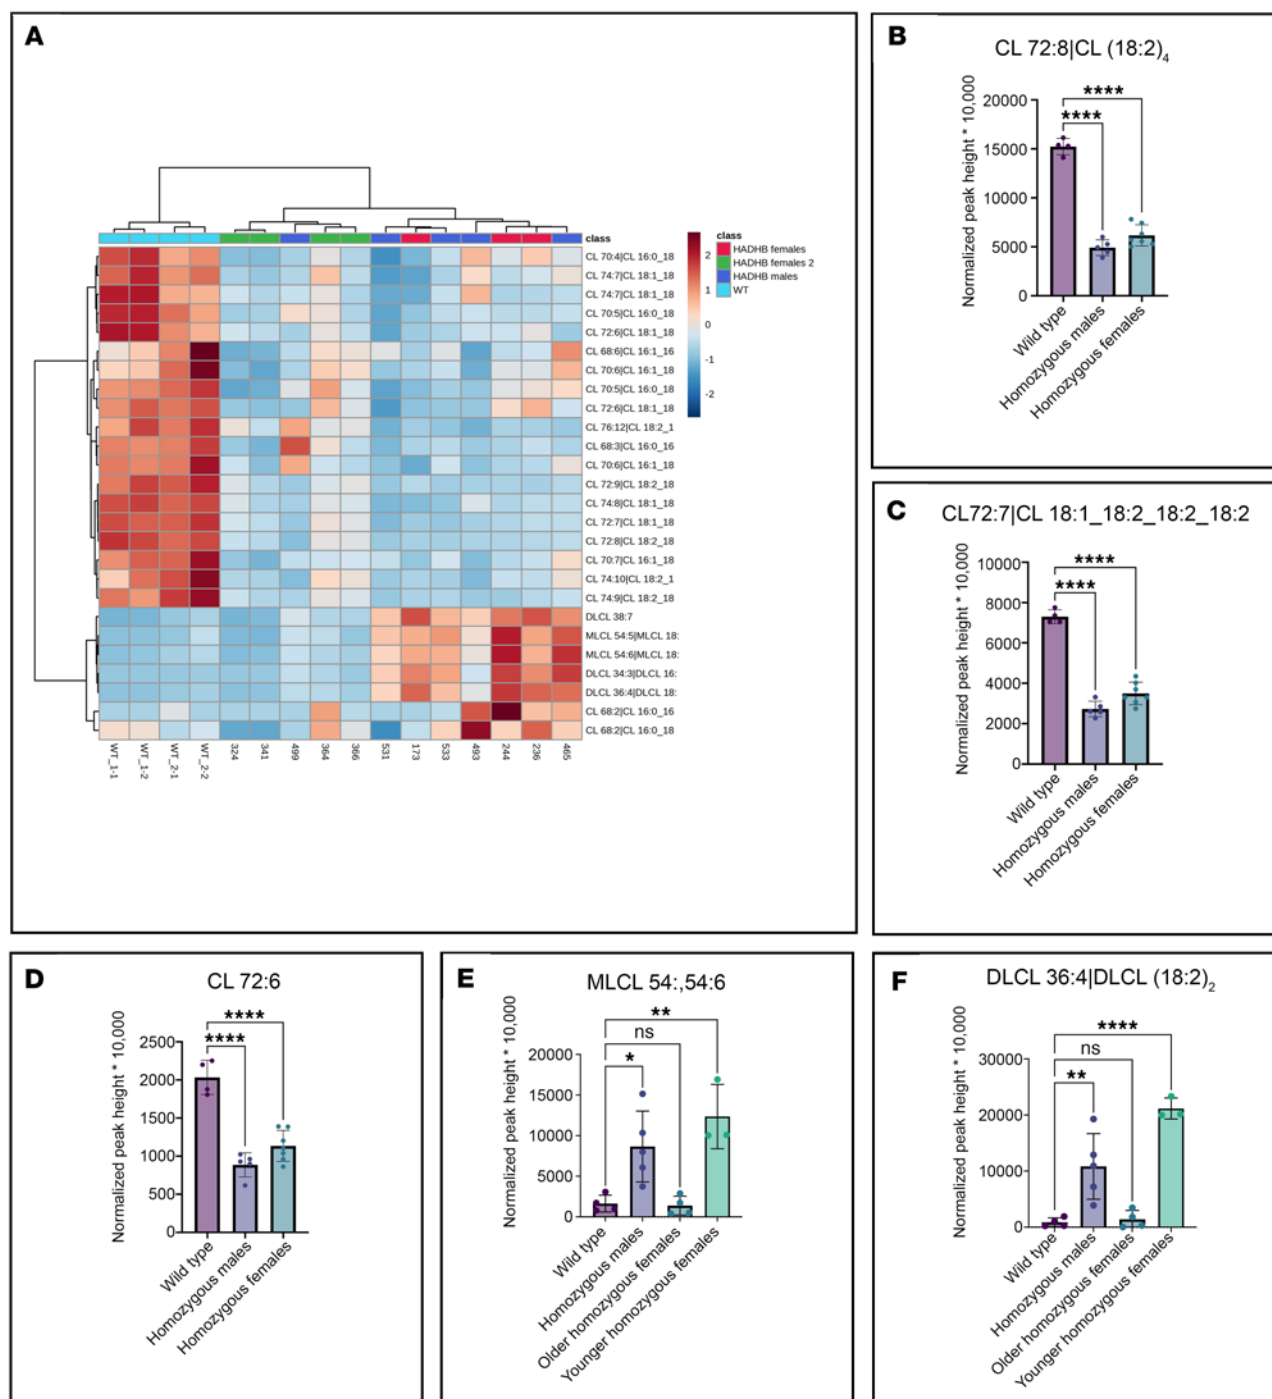 A
class
class
HADHB females
HADHB females 2
HADHB males
WT
2
1
0
-1
-2
CL 70:4|CL 16:0_18
CL 74:7|CL 18:1_18
CL 74:7|CL 18:1_18
CL 70:5|CL 16:0_18
CL 72:6|CL 18:1_18
CL 68:6|CL 16:1_16
CL 70:6|CL 16:1_18
CL 70:5|CL 16:0_18
CL 72:6|CL 18:1_18
CL 76:12|CL 18:2_1
CL 68:3|CL 16:0_16
CL 70:6|CL 16:1_18
CL 72:9|CL 18:2_18
CL 74:8|CL 18:1_18
CL 72:7|CL 18:1_18
CL 72:8|CL 18:2_18
CL 70:7|CL 16:1_18
CL 74:10|CL 18:2_1
CL 74:9|CL 18:2_18
DLCL 38:7
MLCL 54:5|MLCL 18:
MLCL 54:6|MLCL 18:
DLCL 34:3|DLCL 16:
DLCL 36:4|DLCL 18:
CL 68:2|CL 16:0_16
CL 68:2|CL 16:0_18
WT_1-1
WT_1-2
WT_2-1
WT_2-2
324
341
499
364
366
531
173
533
493
244
236
465
B
CL 72:8|CL (18:2)4
Normalized peak height * 10,000
20000
15000
10000
5000
0
****
****
Wild type
Homozygous males
Homozygous females
C
CL72:7|CL 18:1_18:2_18:2_18:2
Normalized peak height * 10,000
10000
8000
6000
4000
2000
0
****
****
Wild type
Homozygous males
Homozygous females
D
CL 72:6
Normalized peak height * 10,000
2500
2000
1500
1000
500
0
****
****
Wild type
Homozygous males
Homozygous females
E
MLCL 54:,54:6
Normalized peak height * 10,000
20000
15000
10000
5000
0
**
ns
*
Wild type
Homozygous males
Older homozygous females
Younger homozygous females
F
DLCL 36:4|DLCL (18:2)2
Normalized peak height * 10,000
30000
20000
10000
0
****
ns
**
Wild type
Homozygous males
Older homozygous females
Younger homozygous females